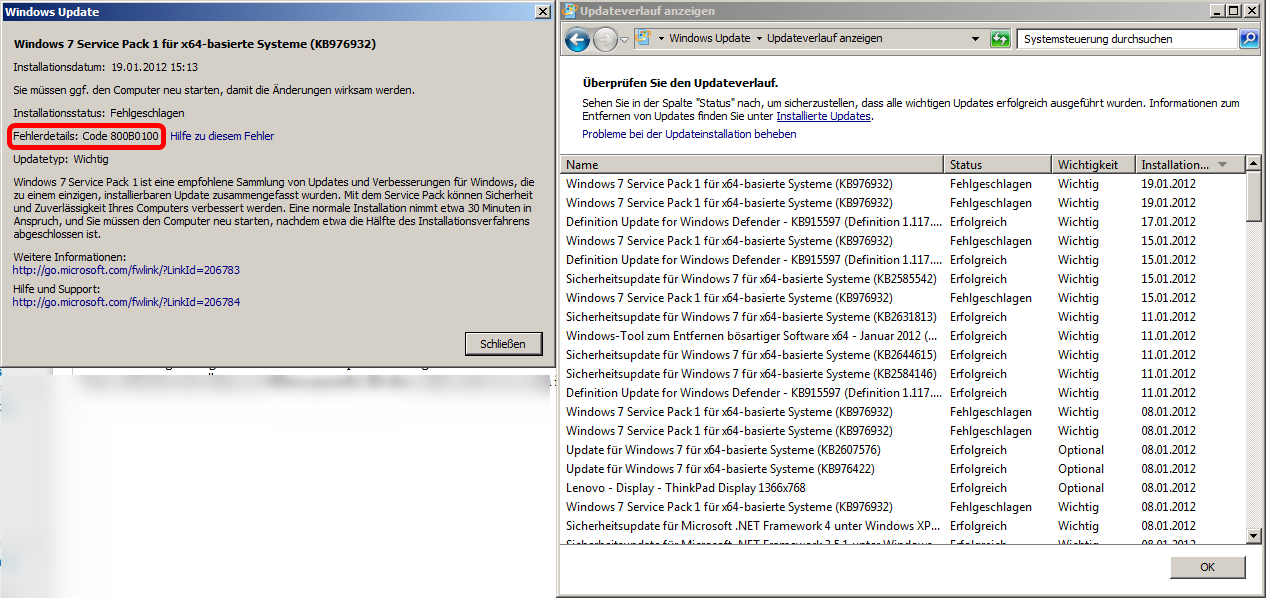 Windows Update
Windows 7 Service Pack 1 für x64-basierte Systeme (KB976932)
Installationsdatum: 19.01.2012 15:13
Sie müssen ggf. den Computer neu starten, damit die Änderungen wirksam werden.
Installationsstatus: Fehlgeschlagen
Fehlerdetails: Code 800B0100 Hilfe zu diesem Fehler
Updatetyp: Wichtig
Windows 7 Service Pack 1 ist eine empfohlene Sammlung von Updates und Verbesserungen für Windows, die
zu einem einzigen, installierbaren Update zusammengefasst wurden. Mit dem Service Pack können Sicherheit
und Zuverlässigkeit Ihres Computers verbessert werden. Eine normale Installation nimmt etwa 30 Minuten in
Anspruch, und Sie müssen den Computer neu starten, nachdem etwa die Hälfte des Installationsverfahrens
abgeschlossen ist.
Weitere Informationen:
http://go.microsoft.com/fwlink/?LinkId=206783
Hilfe und Support:
http://go.microsoft.com/fwlink/?LinkId=206784
Schließen
Updateverlauf anzeigen
Windows Update Updateverlauf anzeigen Systemsteuerung durchsuchen
Überprüfen Sie den Updateverlauf.
Sehen Sie in der Spalte "Status" nach, um sicherzustellen, dass alle wichtigen Updates erfolgreich ausgeführt wurden. Informationen zum
Entfernen von Updates finden Sie unter Installierte Updates.
Probleme bei der Updateinstallation beheben
Name Status Wichtigkeit Installation...
Windows 7 Service Pack 1 für x64-basierte Systeme (KB976932) Fehlgeschlagen Wichtig 19.01.2012
Windows 7 Service Pack 1 für x64-basierte Systeme (KB976932) Fehlgeschlagen Wichtig 19.01.2012
Definition Update for Windows Defender - KB915597 (Definition 1.117.... Erfolgreich Wichtig 17.01.2012
Windows 7 Service Pack 1 für x64-basierte Systeme (KB976932) Fehlgeschlagen Wichtig 15.01.2012
Definition Update for Windows Defender - KB915597 (Definition 1.117.... Erfolgreich Wichtig 15.01.2012
Sicherheitsupdate für Windows 7 für x64-basierte Systeme (KB2585542) Erfolgreich Wichtig 15.01.2012
Windows 7 Service Pack 1 für x64-basierte Systeme (KB976932) Fehlgeschlagen Wichtig 15.01.2012
Sicherheitsupdate für Windows 7 für x64-basierte Systeme (KB2631813) Erfolgreich Wichtig 11.01.2012
Windows-Tool zum Entfernen bösartiger Software x64 - Januar 2012 (... Erfolgreich Wichtig 11.01.2012
Sicherheitsupdate für Windows 7 für x64-basierte Systeme (KB2644615) Erfolgreich Wichtig 11.01.2012
Sicherheitsupdate für Windows 7 für x64-basierte Systeme (KB2584146) Erfolgreich Wichtig 11.01.2012
Definition Update for Windows Defender - KB915597 (Definition 1.117.... Erfolgreich Wichtig 11.01.2012
Windows 7 Service Pack 1 für x64-basierte Systeme (KB976932) Fehlgeschlagen Wichtig 08.01.2012
Windows 7 Service Pack 1 für x64-basierte Systeme (KB976932) Fehlgeschlagen Wichtig 08.01.2012
Update für Windows 7 für x64-basierte Systeme (KB2607576) Erfolgreich Optional 08.01.2012
Update für Windows 7 für x64-basierte Systeme (KB976422) Erfolgreich Optional 08.01.2012
Lenovo - Display - ThinkPad Display 1366x768 Erfolgreich Optional 08.01.2012
Windows 7 Service Pack 1 für x64-basierte Systeme (KB976932) Fehlgeschlagen Wichtig 08.01.2012
Sicherheitsupdate für Microsoft .NET Framework 4 unter Windows XP... Erfolgreich Wichtig 08.01.2012
Sicherheitsupdate für Microsoft .NET Framework 3.5.1 unter Windows... Erfolgreich Wichtig 08.01.2012
OK